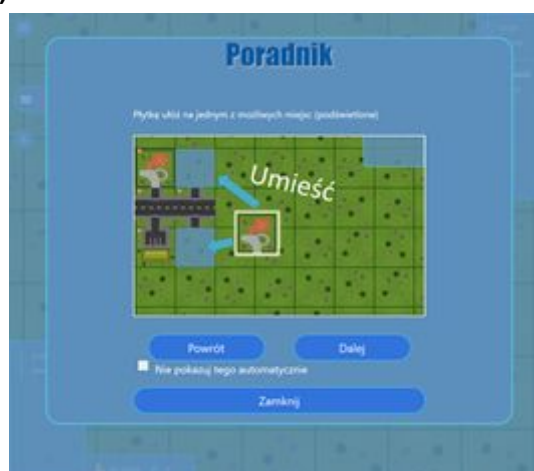 Poradnik
Płytkę ułóż na jednym z możliwych miejsc (podświetlone)
Umieść
Powrót
Dalej
Nie pokazuj tego automatycznie
Zamknij